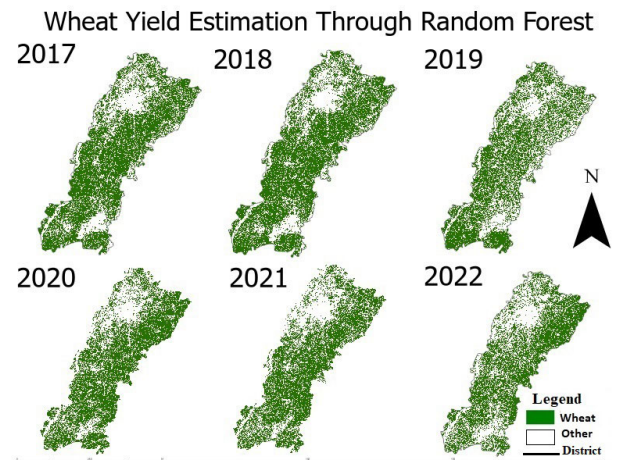 Wheat Yield Estimation Through Random Forest
2017
2018
2019
N
2020
2021
2022
Legend
Wheat
Other
District